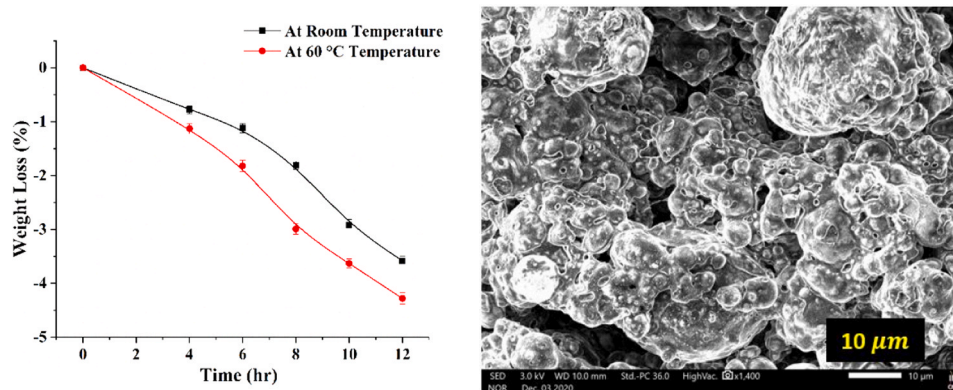 At Room Temperature
At 60 °C Temperature
Weight Loss (%)
0
-1
-2
-3
-4
-5
0 2 4 6 8 10 12
Time (hr)
10 μm
SED 3.0 kV WD 10.0 mm Std.-PC 36.0 HighVac. x1,400 10 μm
NOR Dec. 03 2020